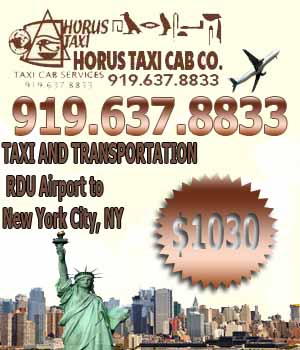 HORUS
TAXI
TAXI CAB SERVICES
919.637.8833
HORUS TAXI CAB CO.
919.637.8833
919.637.8833
TAXI AND TRANSPORTATION
RDU Airport to
New York City, NY
$1030